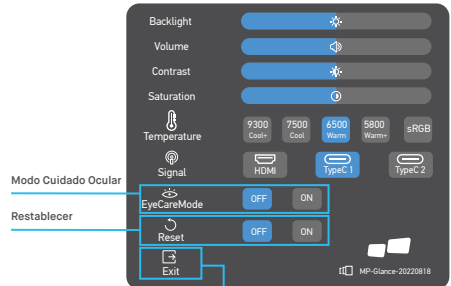 Backlight
Volume
Contrast
Saturation
Temperature
9300 Cool+
7500 Cool
6500 Warm
5800 Warm+
sRGB
Signal
HDMI
TypeC 1
TypeC 2
Modo Cuidado Ocular
EyeCareMode
OFF
ON
Restablecer
Reset
OFF
ON
Exit
MP-Glance-20220818